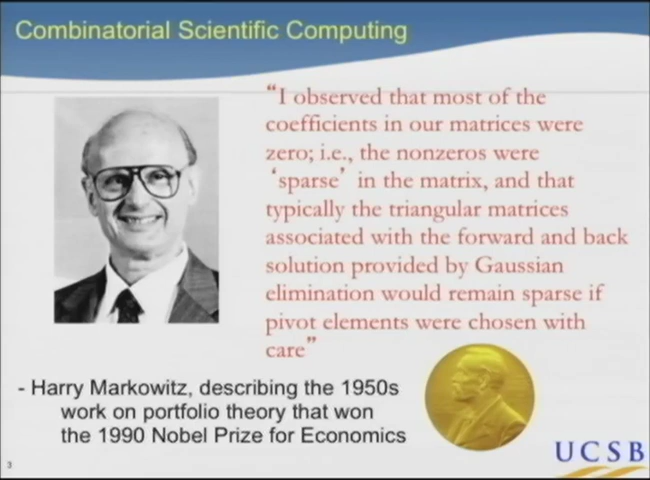 Combinatorial Scientific Computing
“I observed that most of the
coefficients in our matrices were
zero; i.e., the nonzeros were
‘sparse’ in the matrix, and that
typically the triangular matrices
associated with the forward and back
solution provided by Gaussian
elimination would remain sparse if
pivot elements were chosen with
care”
- Harry Markowitz, describing the 1950s
work on portfolio theory that won
the 1990 Nobel Prize for Economics
3
UCSB